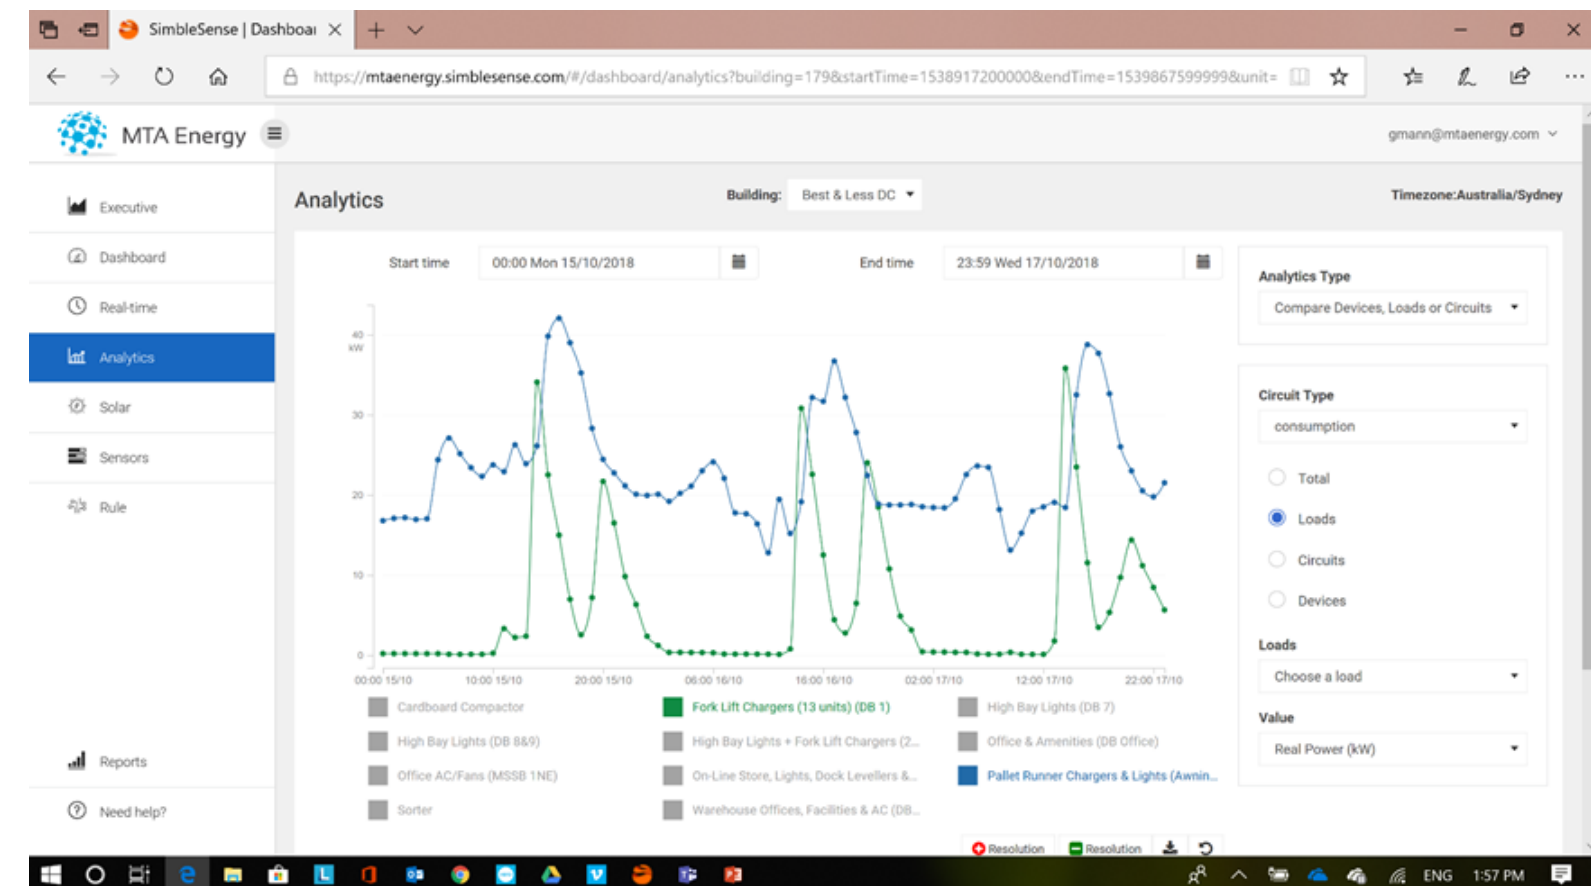 SimbleSense | Dashboar
https://mtaenergy.simblesense.com/#/dashboard/analytics?building=179&startTime=1538917200000&endTime=1539867599999&unit=
MTA Energy
gmann@mtaenergy.com
Executive
Dashboard
Real-time
Analytics
Solar
Sensors
Rule
Reports
Need help?
Analytics
Building: Best & Less DC
Timezone:Australia/Sydney
Start time 00:00 Mon 15/10/2018
End time 23:59 Wed 17/10/2018
40
kW
30
20
10
0
00:00 15/10 10:00 15/10 20:00 15/10 06:00 16/10 16:00 16/10 02:00 17/10 12:00 17/10 22:00 17/10
Cardboard Compactor
Fork Lift Chargers (13 units) (DB 1)
High Bay Lights (DB 7)
High Bay Lights (DB 8&9)
High Bay Lights + Fork Lift Chargers (2...
Office & Amenities (DB Office)
Office AC/Fans (MSSB 1NE)
On-Line Store, Lights, Dock Levellers &...
Pallet Runner Chargers & Lights (Awnin...
Sorter
Warehouse Offices, Facilities & AC (DB...
Resolution
Resolution
Analytics Type
Compare Devices, Loads or Circuits
Circuit Type
consumption
Total
Loads
Circuits
Devices
Loads
Choose a load
Value
Real Power (kW)
ENG 1:57 PM